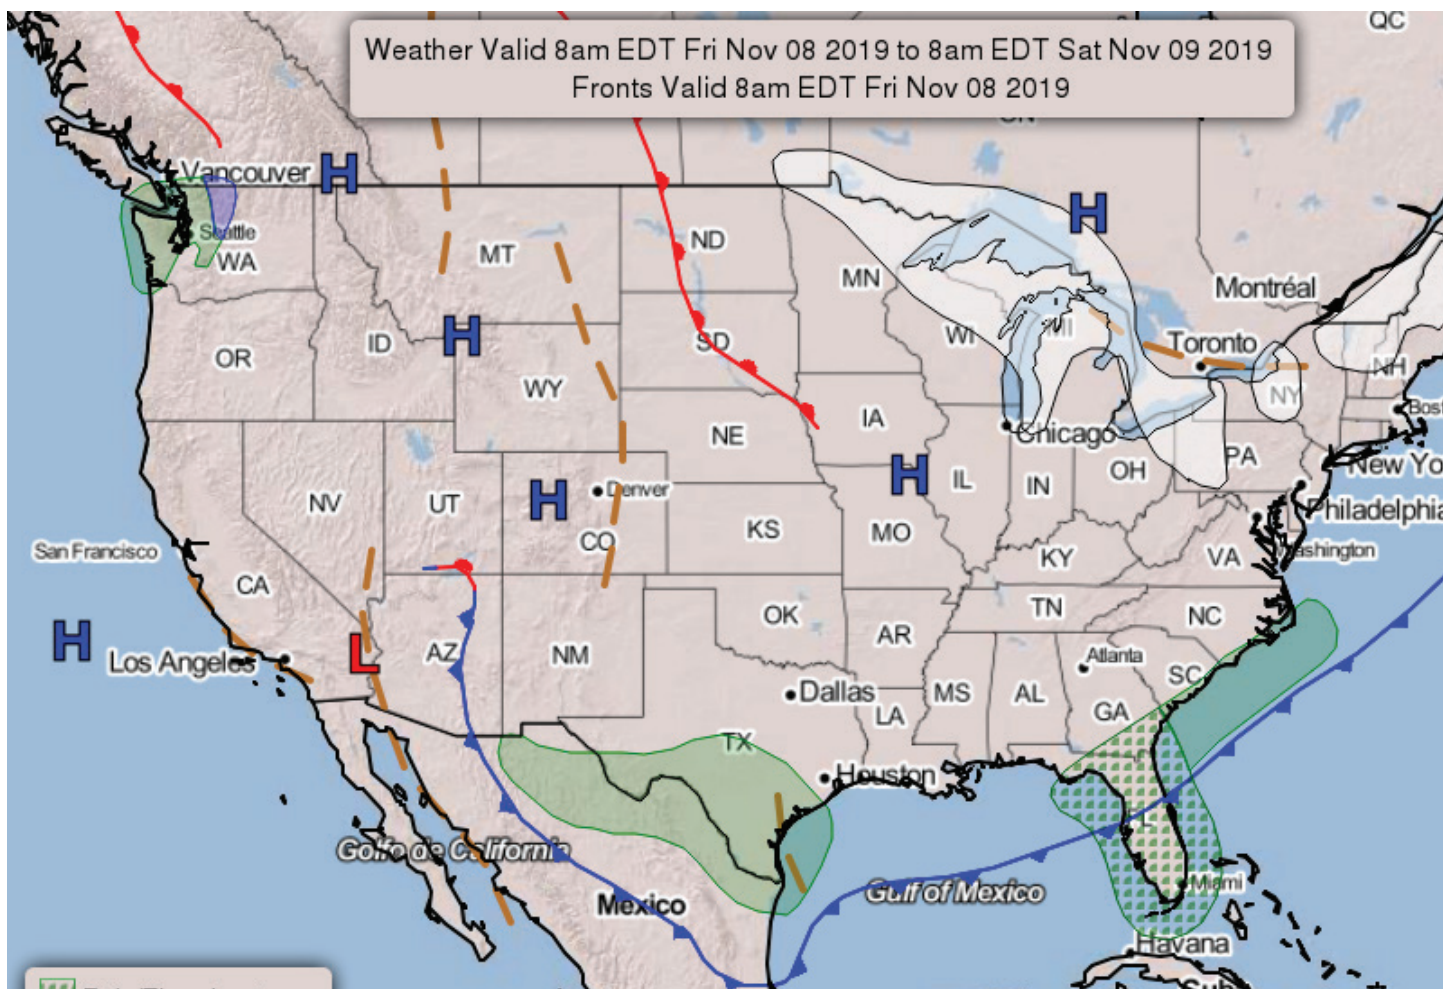 QC
Weather Valid 8am EDT Fri Nov 08 2019 to 8am EDT Sat Nov 09 2019
Fronts Valid 8am EDT Fri Nov 08 2019
Vancouver H
H
Seattle
WA
MT
ND
MN
Montréal
OR
ID
H
SD
WI
MI
Toronto
NH
WY
NY
IA
Boston
NE
Chicago
NV
UT
H
Denver
H
IL
IN
OH
PA
New Yo
KS
MO
Philadelphia
San Francisco
CO
KY
VA
Washington
CA
OK
TN
NC
H
Los Angeles
L
AZ
NM
AR
Atlanta
SC
Dallas
MS
AL
GA
LA
TX
Houston
FL
Golfo de California
Mexico
Gulf of Mexico
Miami
Havana